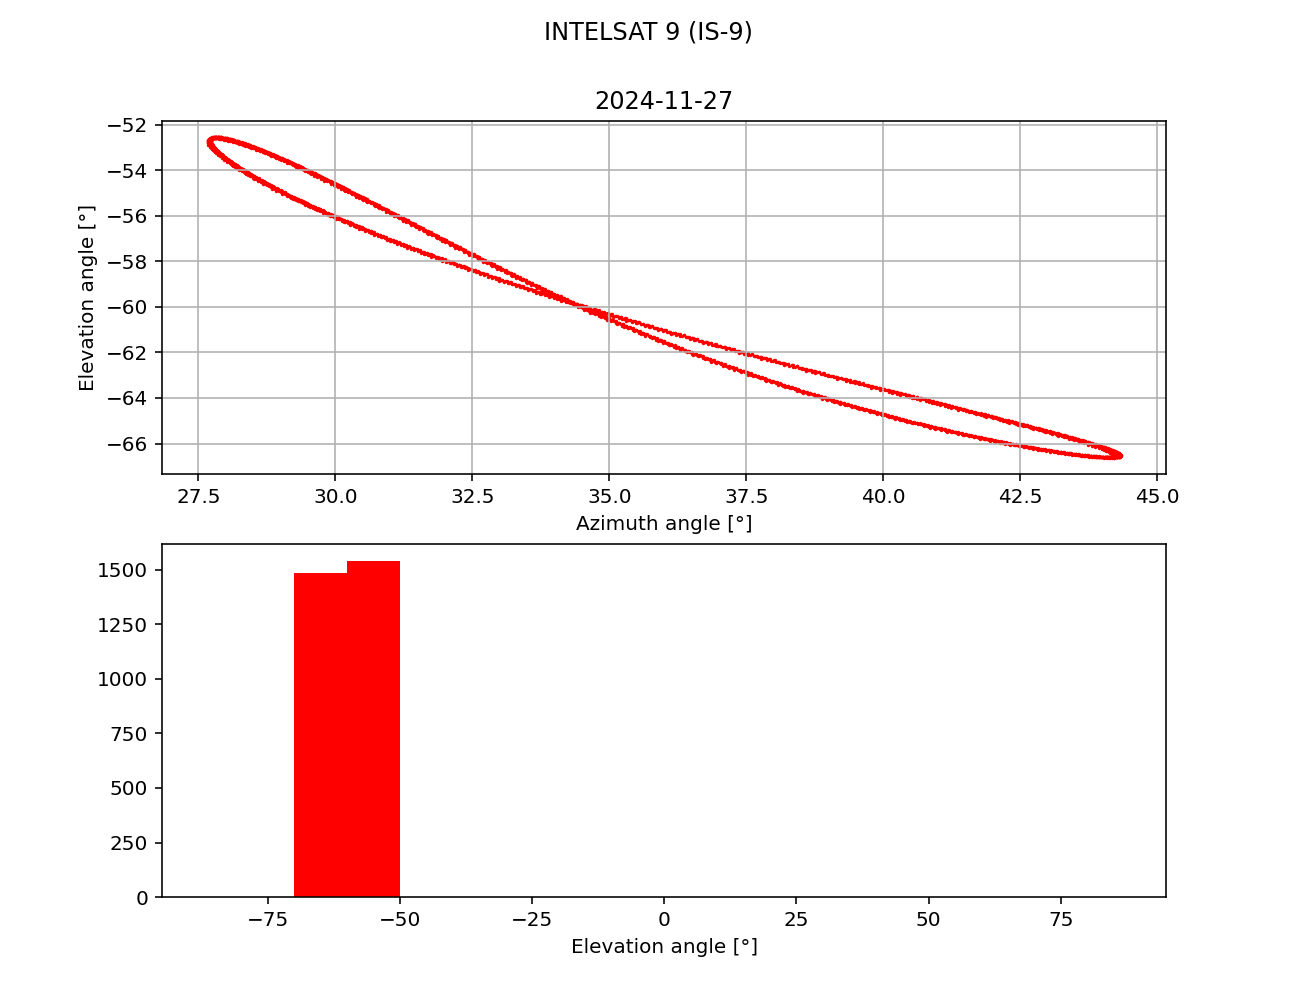 INTELSAT 9 (IS-9)
2024-11-27
−52
−54
−56
−58
−60
−62
−64
−66
Elevation angle [°]
27.5 30.0 32.5 35.0 37.5 40.0 42.5 45.0
Azimuth angle [°]
1500
1250
1000
750
500
250
0
−75 −50 −25 0 25 50 75
Elevation angle [°]